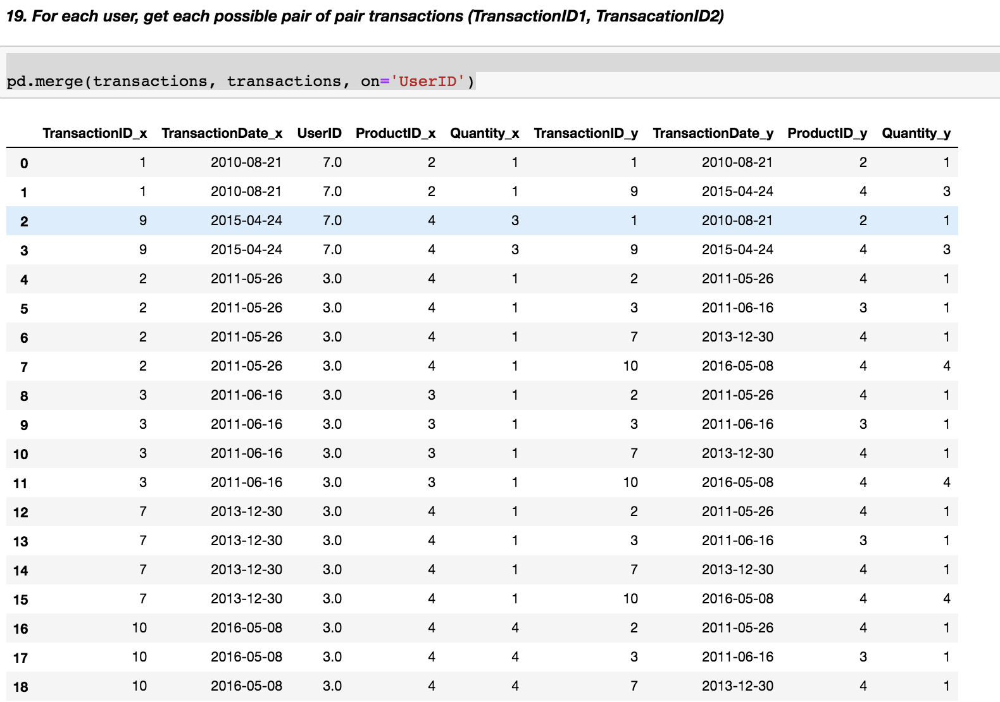 19. For each user, get each possible pair of pair transactions (TransactionID1, TransacationID2)
pd.merge(transactions, transactions, on='UserID')
TransactionID_x TransactionDate_x UserID ProductID_x Quantity_x TransactionID_y TransactionDate_y ProductID_y Quantity_y
0 1 2010-08-21 7.0 2 1 1 2010-08-21 2 1
1 1 2010-08-21 7.0 2 1 9 2015-04-24 4 3
2 9 2015-04-24 7.0 4 3 1 2010-08-21 2 1
3 9 2015-04-24 7.0 4 3 9 2015-04-24 4 3
4 2 2011-05-26 3.0 4 1 2 2011-05-26 4 1
5 2 2011-05-26 3.0 4 1 3 2011-06-16 3 1
6 2 2011-05-26 3.0 4 1 7 2013-12-30 4 1
7 2 2011-05-26 3.0 4 1 10 2016-05-08 4 4
8 3 2011-06-16 3.0 3 1 2 2011-05-26 4 1
9 3 2011-06-16 3.0 3 1 3 2011-06-16 3 1
10 3 2011-06-16 3.0 3 1 7 2013-12-30 4 1
11 3 2011-06-16 3.0 3 1 10 2016-05-08 4 4
12 7 2013-12-30 3.0 4 1 2 2011-05-26 4 1
13 7 2013-12-30 3.0 4 1 3 2011-06-16 3 1
14 7 2013-12-30 3.0 4 1 7 2013-12-30 4 1
15 7 2013-12-30 3.0 4 1 10 2016-05-08 4 4
16 10 2016-05-08 3.0 4 4 2 2011-05-26 4 1
17 10 2016-05-08 3.0 4 4 3 2011-06-16 3 1
18 10 2016-05-08 3.0 4 4 7 2013-12-30 4 1